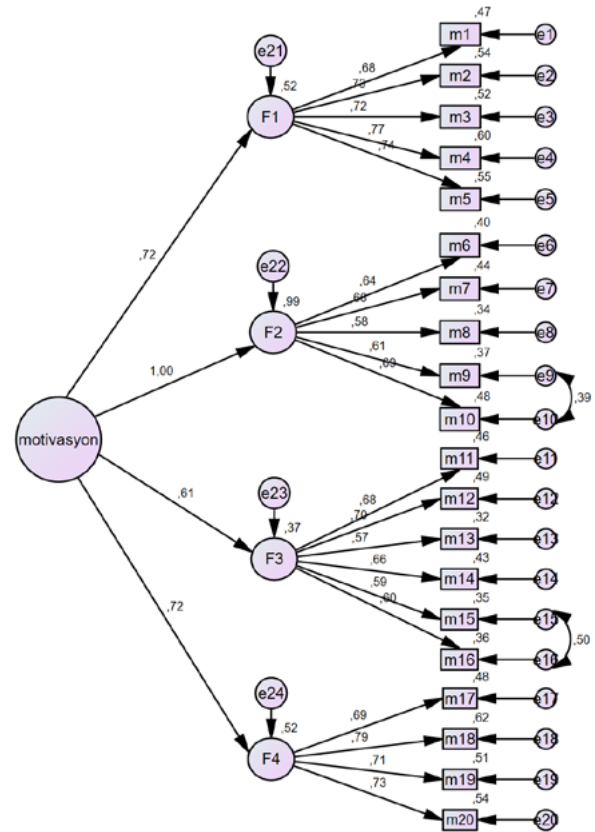 ,47
m1
e1
e21
,68
,54
m2
e2
,52
,73
,52
F1
,72
m3
e3
,60
,77
m4
e4
,74
,55
m5
e5
,40
m6
e6
e22
,64
,44
m7
e7
,99
,66
,34
F2
,58
m8
e8
,72
,61
,37
m9
e9
,69
,48
,39
1,00
m10
e10
,46
motivasyon
m11
e11
,68
,49
e23
,70
m12
e12
,61
,32
,37
,57
m13
e13
F3
,43
,66
m14
e14
,59
,35
,60
m15
e15
,36
,50
m16
e16
,72
,48
e24
,69
m17
e17
,62
,52
,79
m18
e18
F4
,51
,71
m19
e19
,73
,54
m20
e20